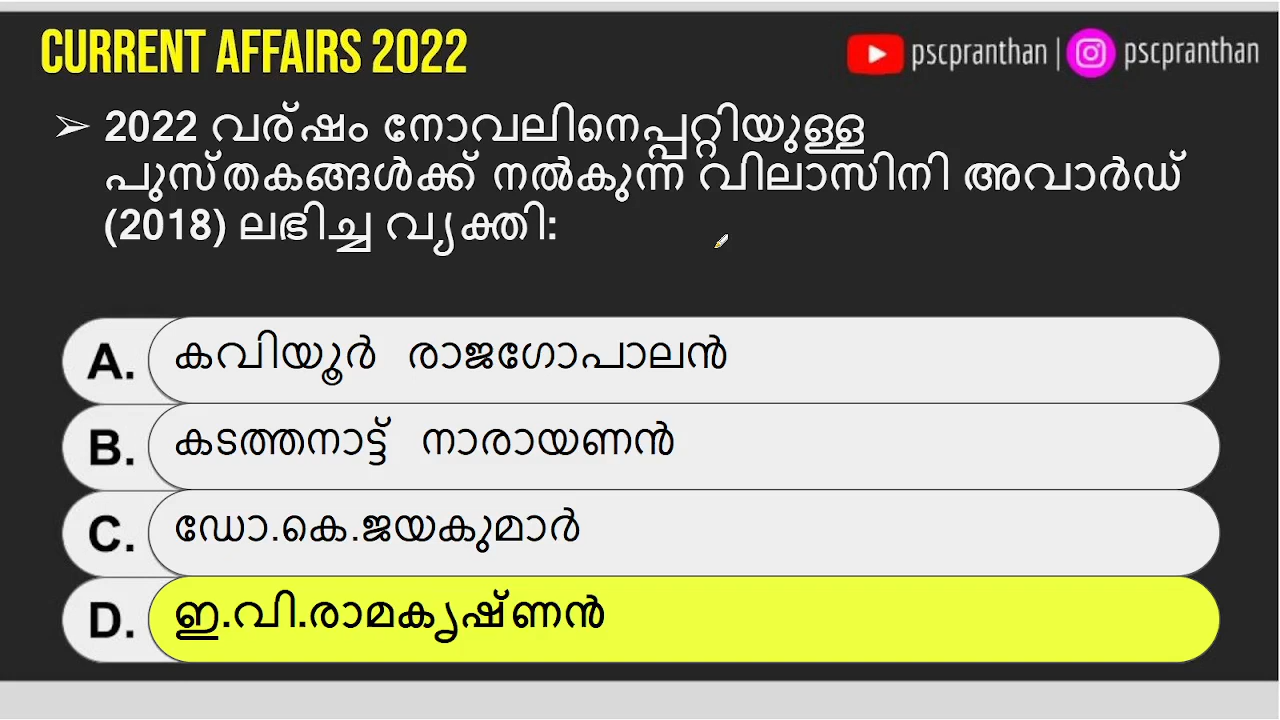 CURRENT AFFAIRS 2022
pscpranthan | pscpranthan
➢ 2022 വർഷം നോവലിനെപ്പറ്റിയുള്ള
പുസ്തകങ്ങൾക്ക് നൽകുന്ന വിലാസിനി അവാർഡ്
(2018) ലഭിച്ച വ്യക്തി:
A. കവിയൂർ രാജഗോപാലൻ
B. കടത്തനാട്ട് നാരായണൻ
C. ഡോ.കെ.ജയകുമാർ
D. ഇ.വി.രാമകൃഷ്ണൻ